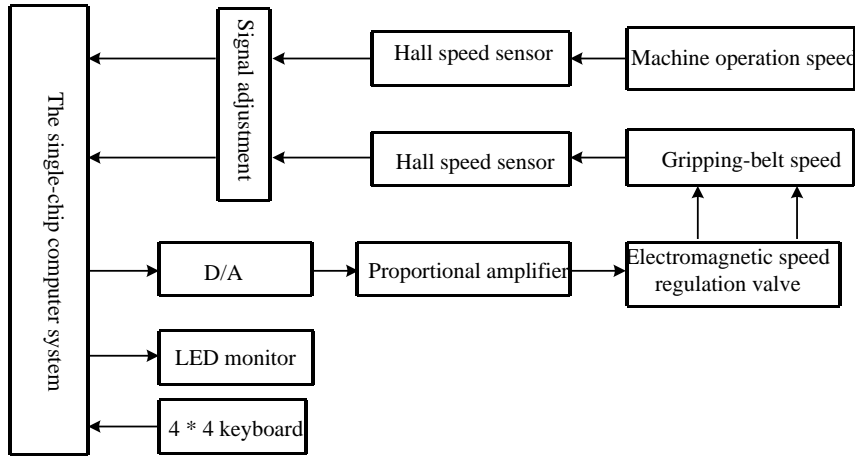 The single-chip computer system
Signal adjustment
Hall speed sensor
Machine operation speed
Hall speed sensor
Gripping-belt speed
D/A
Proportional amplifier
Electromagnetic speed
regulation valve
LED monitor
4 * 4 keyboard